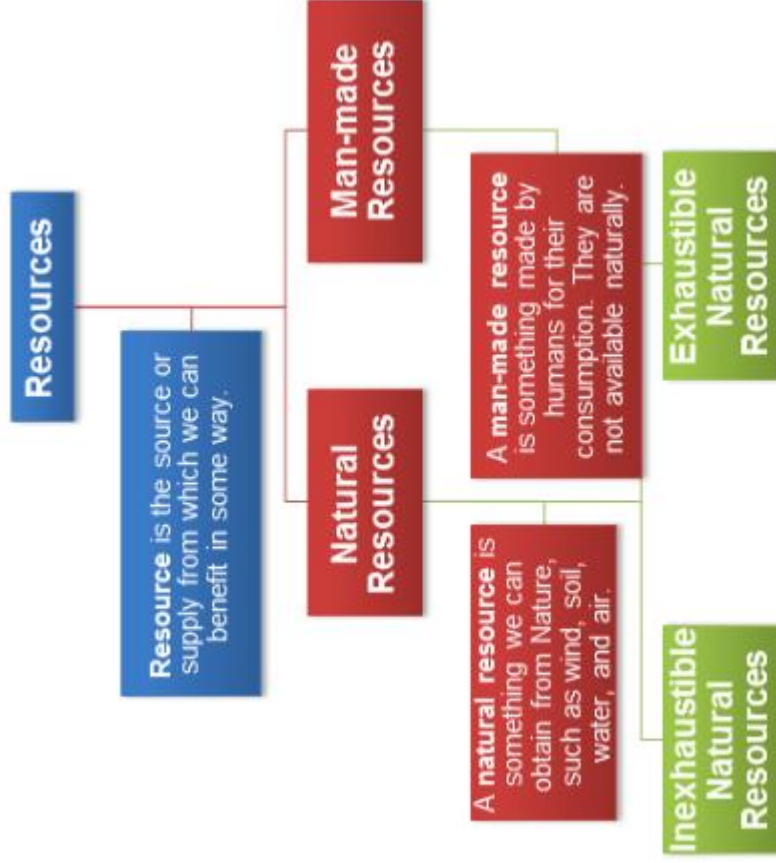 Resources
Resource is the source or
supply from which we can
benefit in some way.
Natural
Resources
Man-made
Resources
A natural resource is
something we can
obtain from Nature,
such as wind, soil,
water, and air.
A man-made resource
is something made by
humans for their
consumption. They are
not available naturally.
Inexhaustible
Natural
Resources
Exhaustible
Natural
Resources